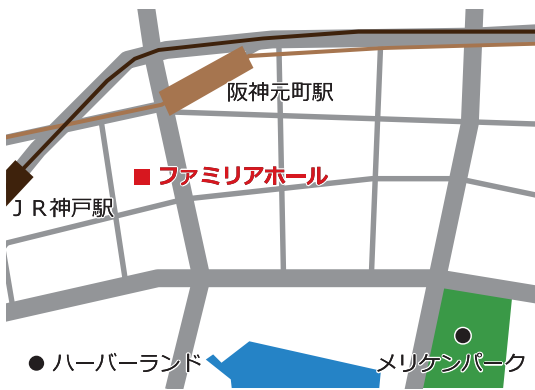 阪神元町駅
ファミリアホール
ＪＲ神戸駅
ハーバーランド
メリケンパーク